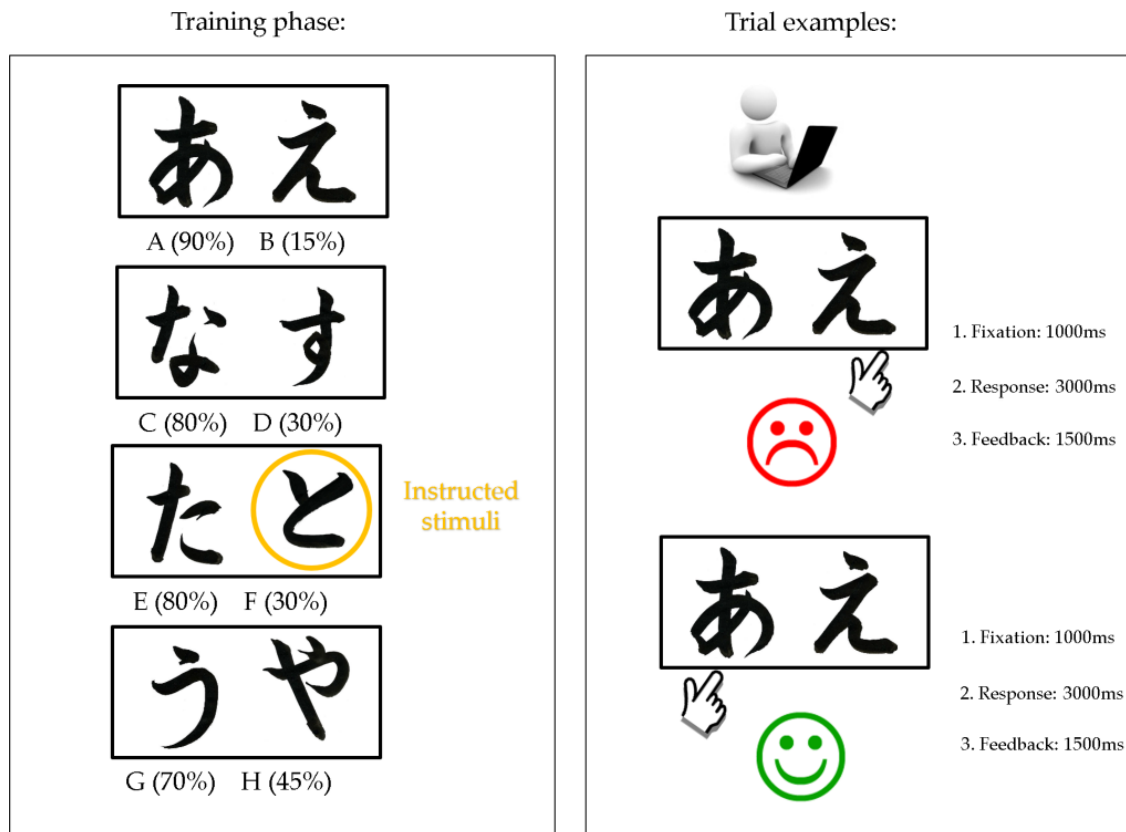 Training phase:
あ え
A (90%) B (15%)
な す
C (80%) D (30%)
た と
Instructed
stimuli
E (80%) F (30%)
う や
G (70%) H (45%)
Trial examples:
あ え
1. Fixation: 1000ms
2. Response: 3000ms
3. Feedback: 1500ms
あ え
1. Fixation: 1000ms
2. Response: 3000ms
3. Feedback: 1500ms